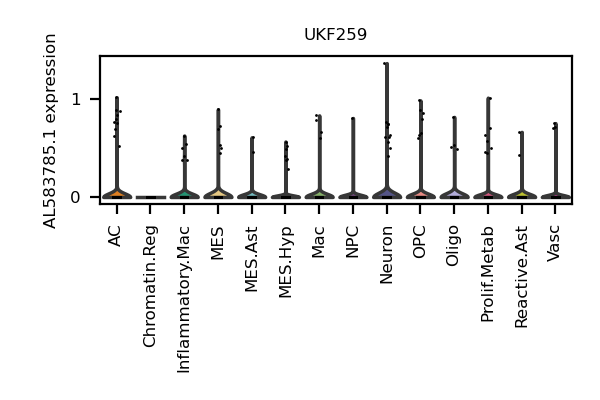 UKF259
AL583785.1 expression
1
0
AC
Chromatin.Reg
Inflammatory.Mac
MES
MES.Ast
MES.Hyp
Mac
NPC
Neuron
OPC
Oligo
Prolif.Metab
Reactive.Ast
Vasc